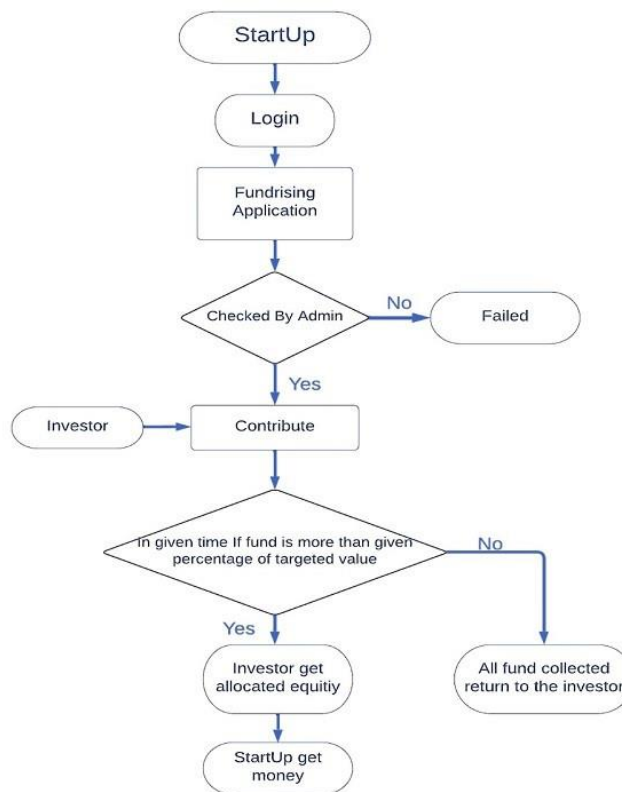 StartUp
Login
Fundrising
Application
Checked By Admin
No
Failed
Yes
Investor
Contribute
In given time If fund is more than given
percentage of targeted value
No
Yes
Investor get
allocated equitiy
All fund collected
return to the investor
StartUp get
money